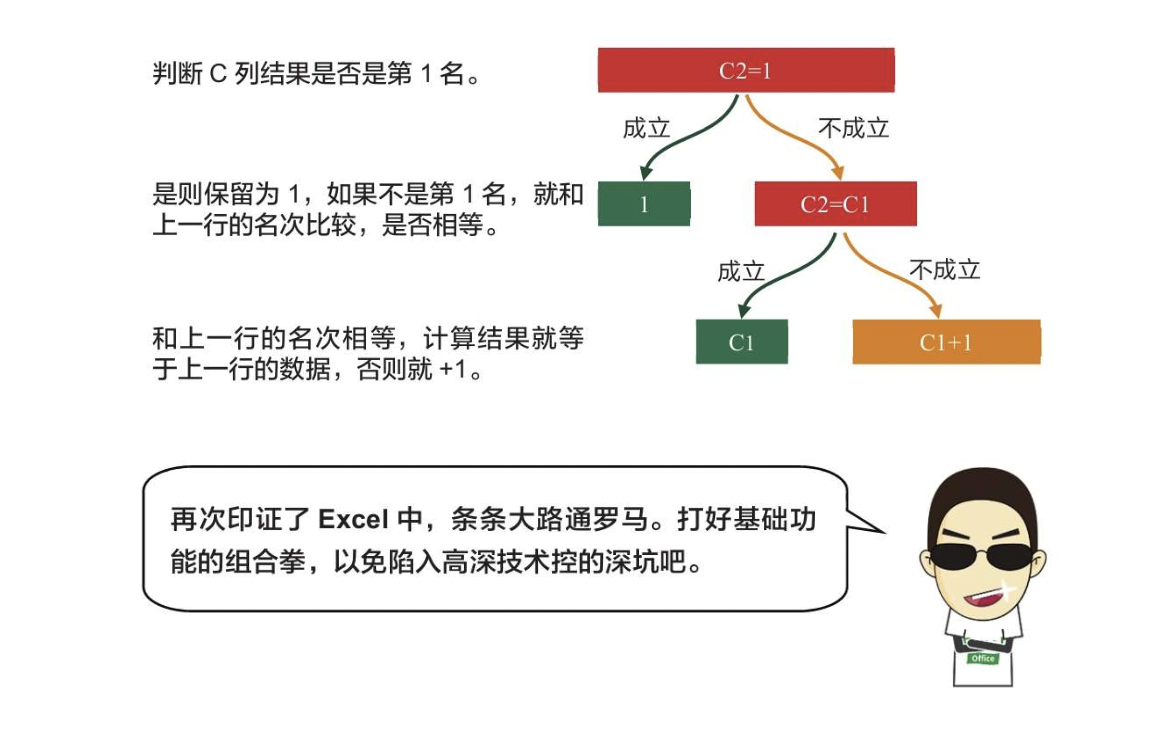 判断 C 列结果是否是第 1 名。
C2=1
成立
不成立
是则保留为 1，如果不是第 1 名，就和
上一行的名次比较，是否相等。
1
C2=C1
成立
不成立
和上一行的名次相等，计算结果就等
于上一行的数据，否则就 +1。
C1
C1+1
再次印证了 Excel 中，条条大路通罗马。打好基础功
能的组合拳，以免陷入高深技术控的深坑吧。
Office